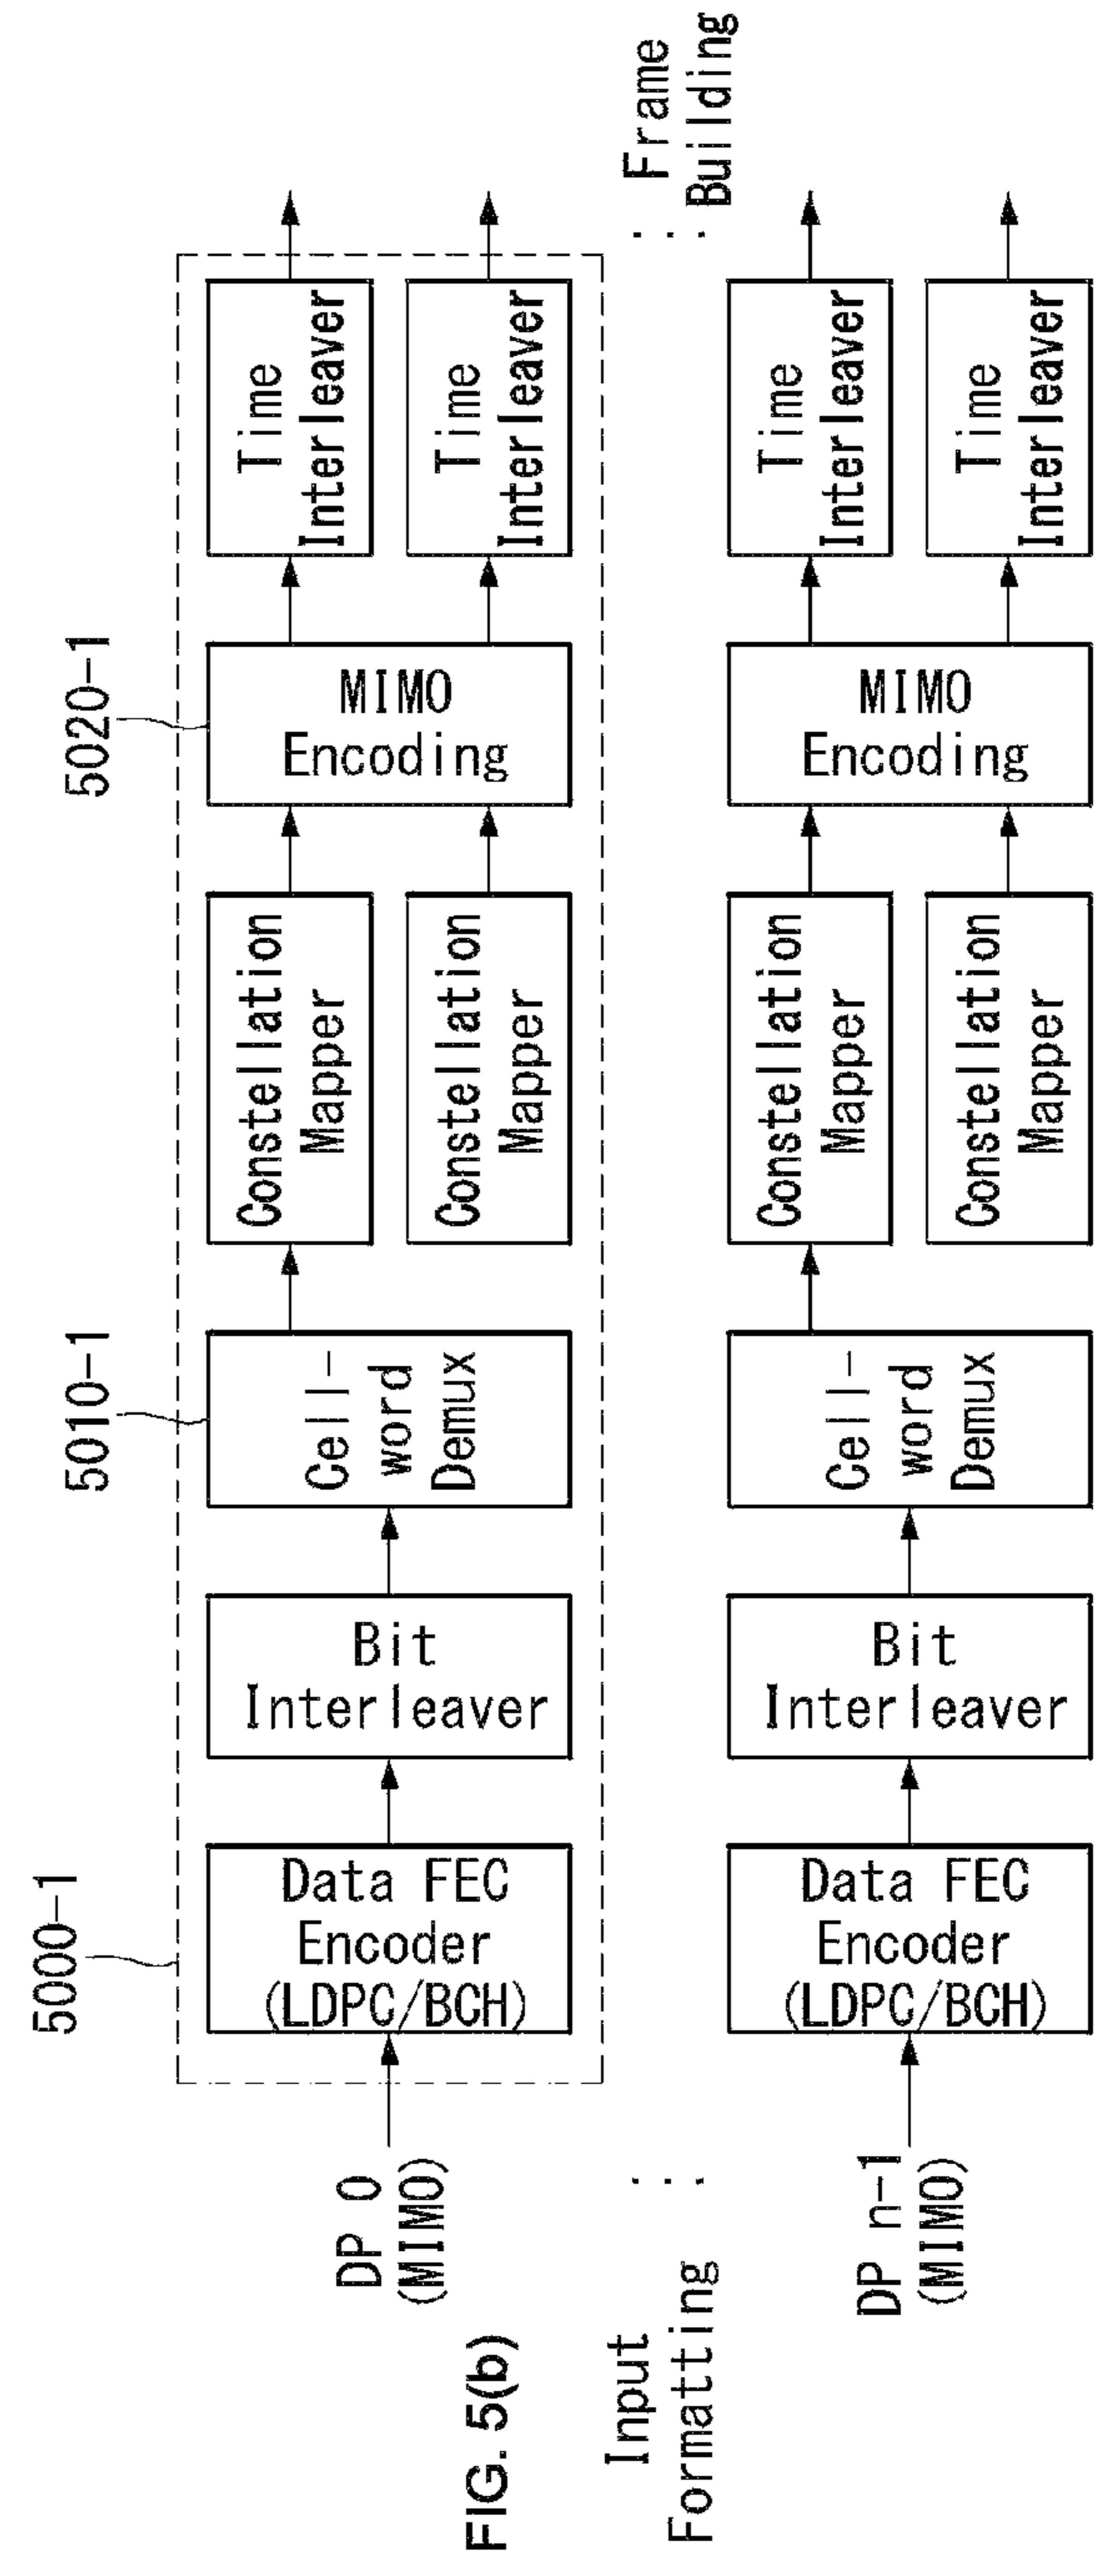 FIG. 5(b)
5000-1
5010-1
5020-1
DP 0
(MIMO)
Data FEC
Encoder
(LDPC/BCH)
Bit
Interleaver
Cell-
word
Demux
Constellation
Mapper
Constellation
Mapper
MIMO
Encoding
Time
Interleaver
Time
Interleaver
Input
Formatting
Frame
Building
DP n-1
(MIMO)
Data FEC
Encoder
(LDPC/BCH)
Bit
Interleaver
Cell-
word
Demux
Constellation
Mapper
Constellation
Mapper
MIMO
Encoding
Time
Interleaver
Time
Interleaver